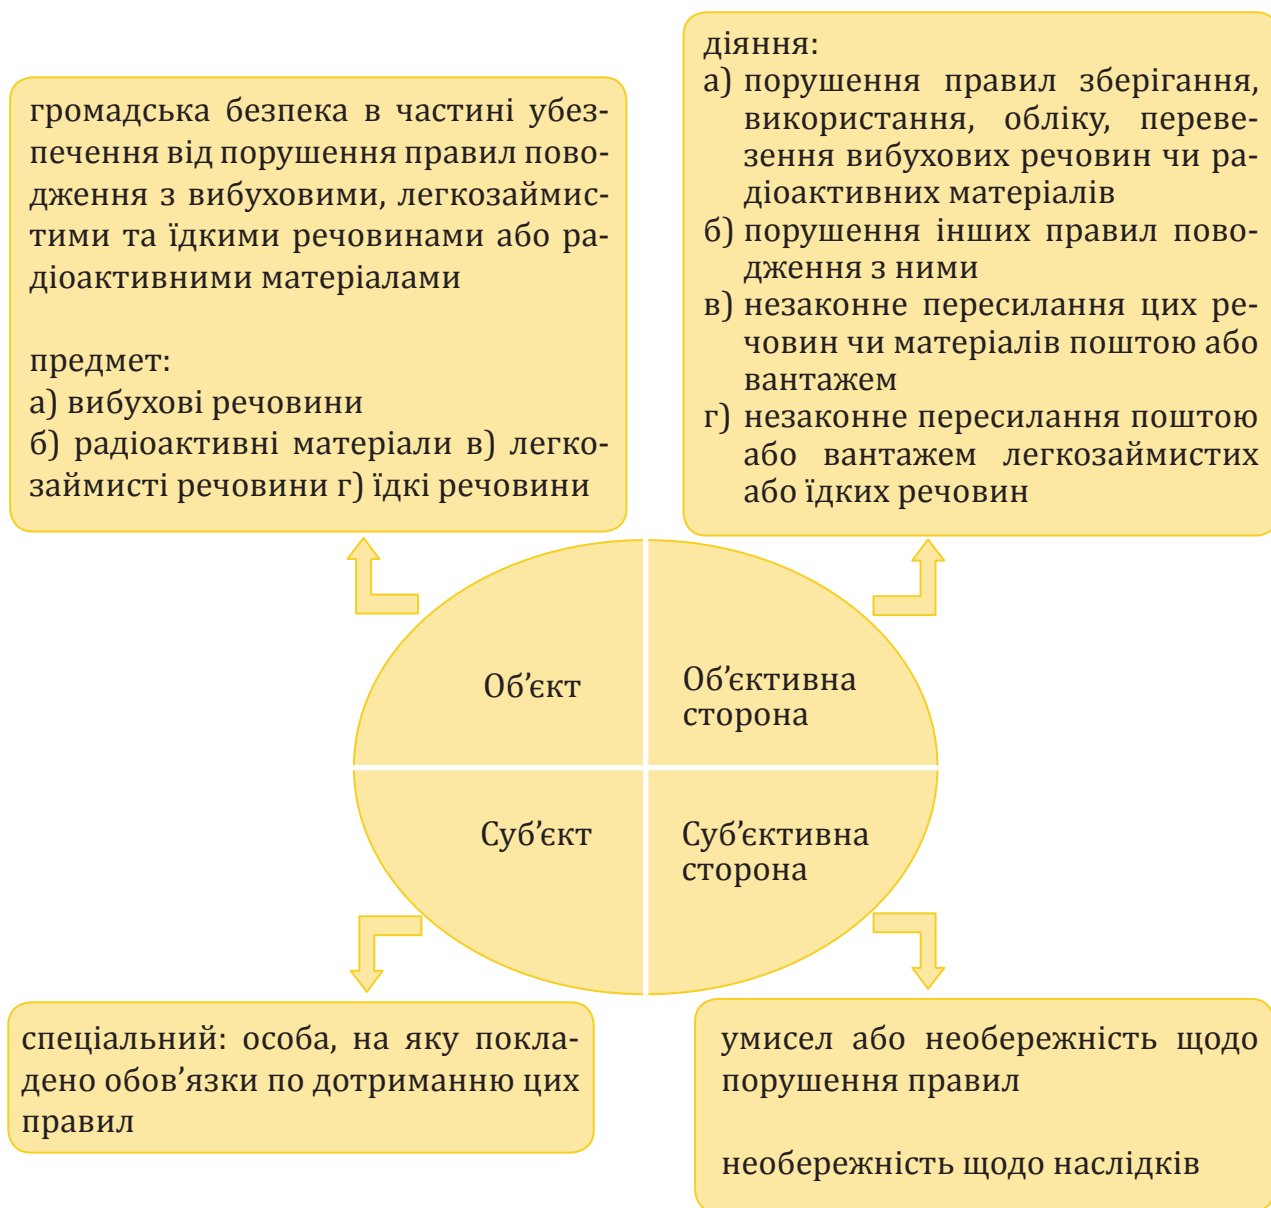 громадська безпека в частині убез-
печення від порушення правил пово-
дження з вибуховими, легкозаймис-
тими та їдкими речовинами або ра-
діоактивними матеріалами
предмет:
а) вибухові речовини
б) радіоактивні матеріали в) легко-
займисті речовини г) їдкі речовини
діяння:
а) порушення правил зберігання,
використання, обліку, переве-
зення вибухових речовин чи ра-
діоактивних матеріалів
б) порушення інших правил пово-
дження з ними
в) незаконне пересилання цих ре-
човин чи матеріалів поштою або
вантажем
г) незаконне пересилання поштою
або вантажем легкозаймистих
або їдких речовин
Об’єкт
Об’єктивна
сторона
Суб’єкт
Суб’єктивна
сторона
спеціальний: особа, на яку покла-
дено обов’язки по дотриманню цих
правил
умисел або необережність щодо
порушення правил
необережність щодо наслідків